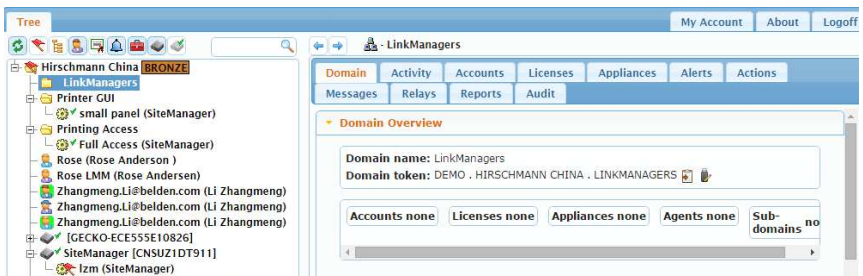 Tree
My Account About Logoff
- LinkManagers
Hirschmann China BRONZE
LinkManagers
Printer GUI
small panel (SiteManager)
Printing Access
Full Access (SiteManager)
Rose (Rose Anderson )
Rose LMM (Rose Andersen)
Zhangmeng.Li@belden.com (Li Zhangmeng)
Zhangmeng.Li@belden.com (Li Zhangmeng)
Zhangmeng.Li@belden.com (Li Zhangmeng)
[GECKO-ECE555E10826]
SiteManager [CNSUZ1DT911]
lzm (SiteManager)
Domain Activity Accounts Licenses Appliances Alerts Actions
Messages Relays Reports Audit
Domain Overview
Domain name: LinkManagers
Domain token: DEMO . HIRSCHMANN CHINA . LINKMANAGERS
Accounts none Licenses none Appliances none Agents none Sub-
domains no